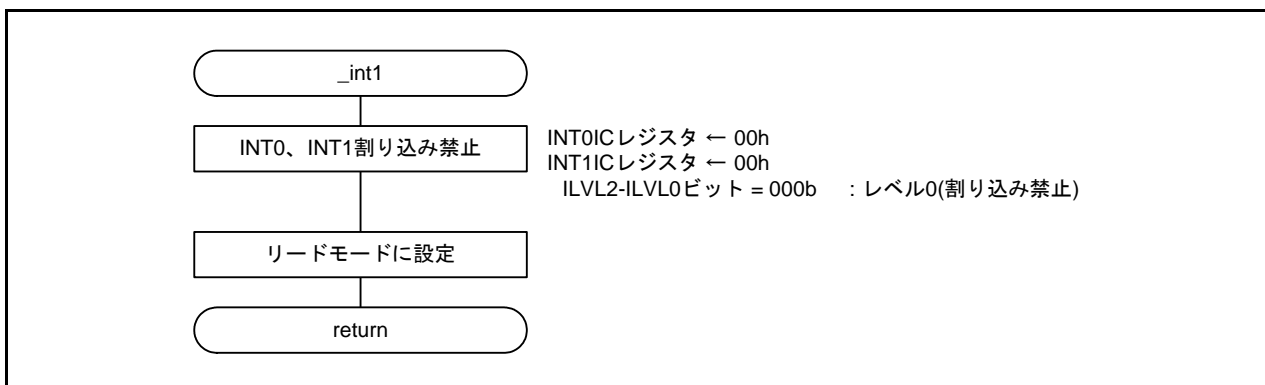 _int1
INT0、INT1割り込み禁止
INT0ICレジスタ ← 00h
INT1ICレジスタ ← 00h
ILVL2-ILVL0ビット = 000b : レベル0(割り込み禁止)
リードモードに設定
return